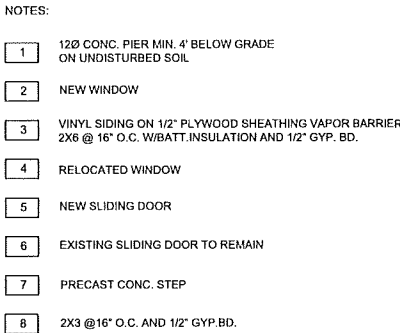 NOTES:
1 12Ø CONC. PIER MIN. 4' BELOW GRADE
ON UNDISTURBED SOIL
2 NEW WINDOW
3 VINYL SIDING ON 1/2" PLYWOOD SHEATHING VAPOR BARRIER
2X6 @ 16" O.C. W/BATT.INSULATION AND 1/2" GYP. BD.
4 RELOCATED WINDOW
5 NEW SLIDING DOOR
6 EXISTING SLIDING DOOR TO REMAIN
7 PRECAST CONC. STEP
8 2X3 @16" O.C. AND 1/2" GYP.BD.